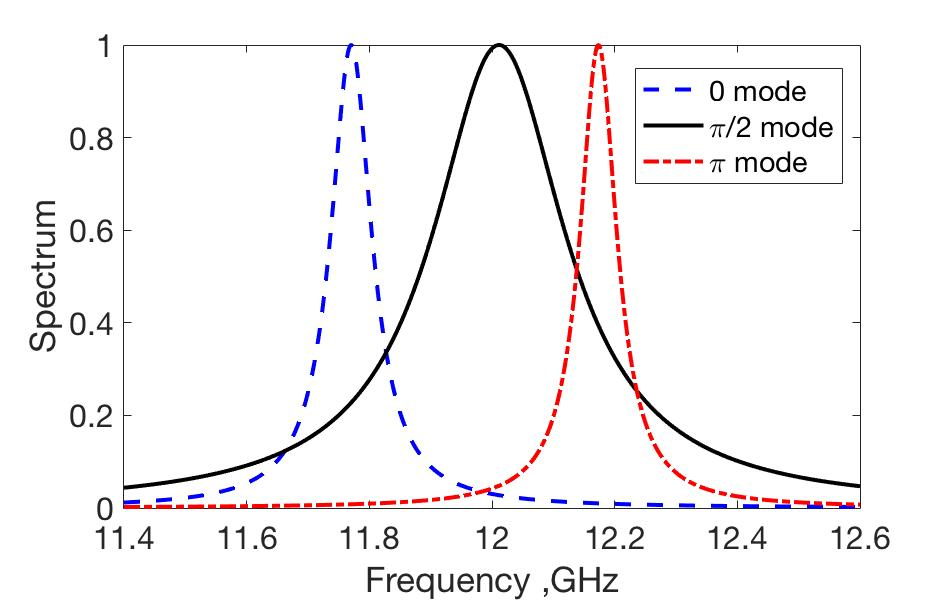 1
0.8
0.6
0.4
0.2
0
Spectrum
0 mode
π/2 mode
π mode
11.4 11.6 11.8 12 12.2 12.4 12.6
Frequency ,GHz